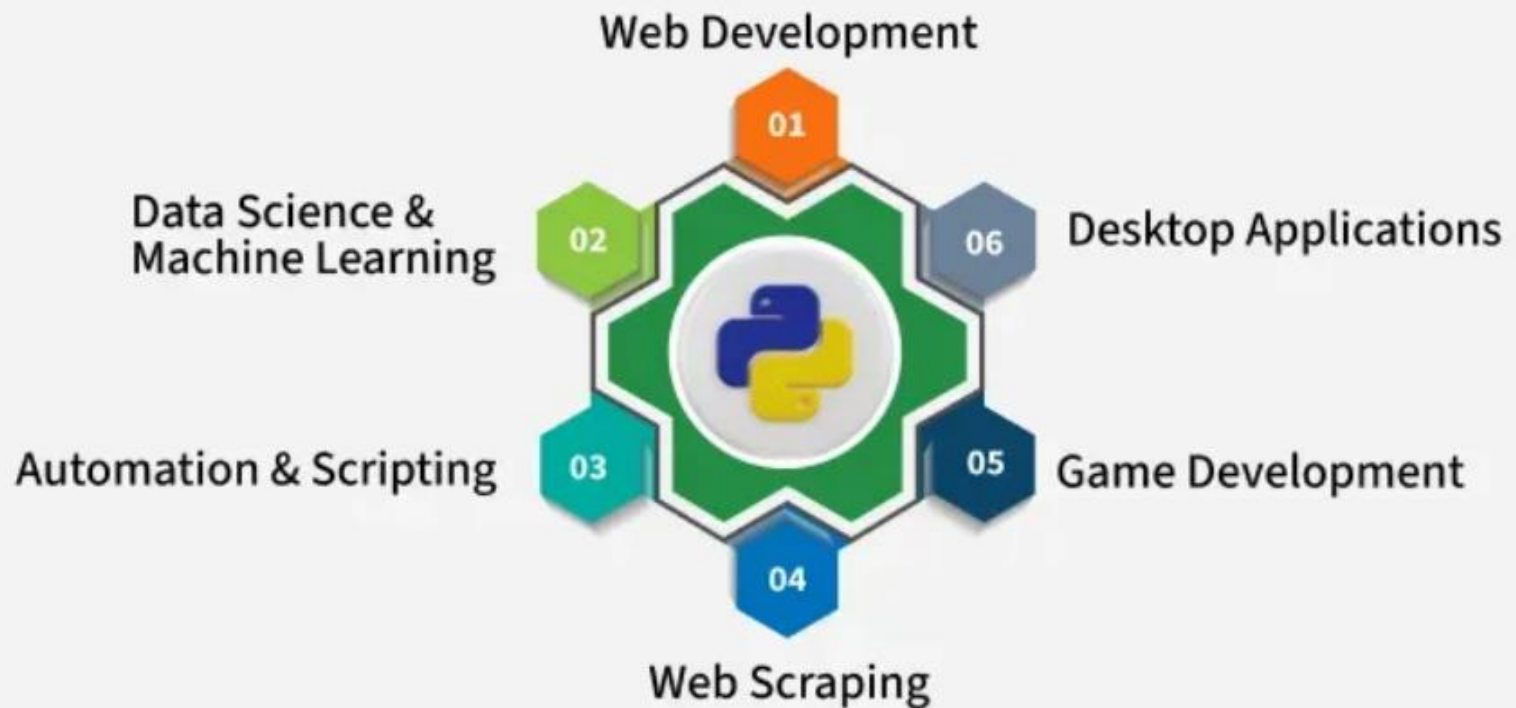 Web Development
01
Data Science &
Machine Learning
02
06
Desktop Applications
Automation & Scripting
03
05
Game Development
04
Web Scraping